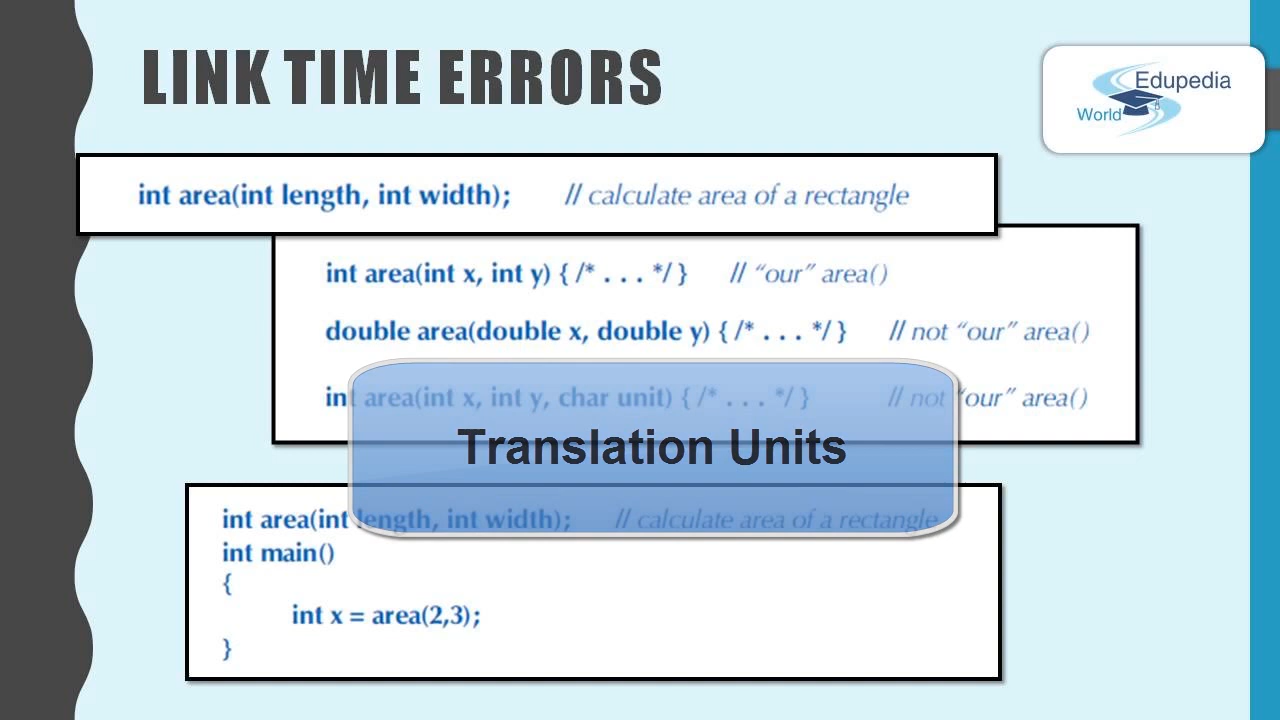 LINK TIME ERRORS
Edupedia
World
int area(int length, int width); // calculate area of a rectangle
int area(int x, int y) { /* . . . */ } // “our” area()
double area(double x, double y) { /* . . . */ } // not “our” area()
int area(int x, int y, char unit) { /* . . . */ } // not “our” area()
Translation Units
int area(int length, int width); // calculate area of a rectangle
int main()
{
int x = area(2,3);
}